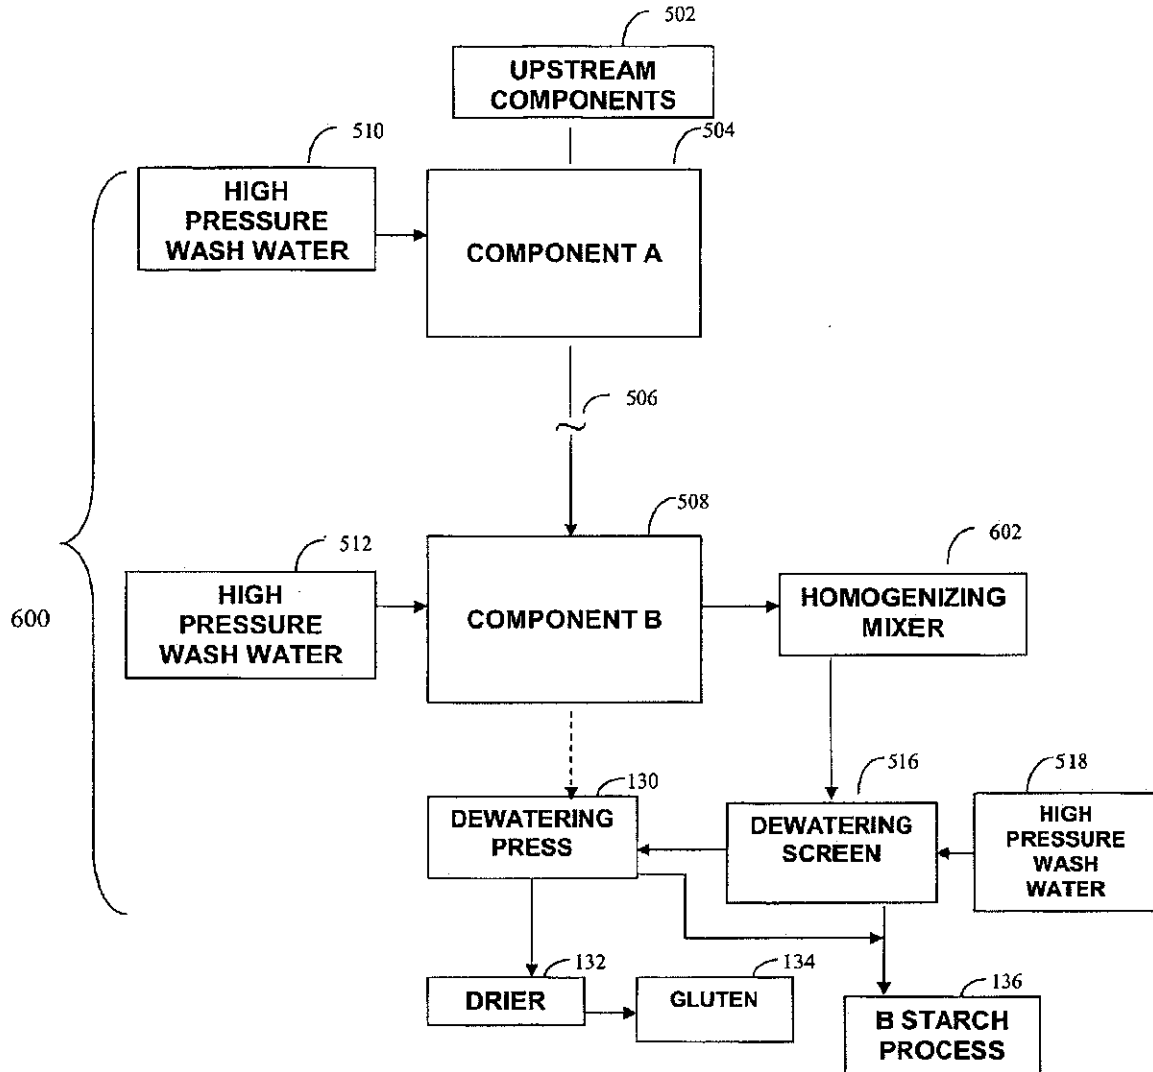 502
UPSTREAM
COMPONENTS
510
504
HIGH
PRESSURE
WASH WATER
COMPONENT A
506
508
602
512
HIGH
PRESSURE
WASH WATER
COMPONENT B
HOMOGENIZING
MIXER
600
130
516
518
DEWATERING
PRESS
DEWATERING
SCREEN
HIGH
PRESSURE
WASH
WATER
132
134
136
DRIER
GLUTEN
B STARCH
PROCESS